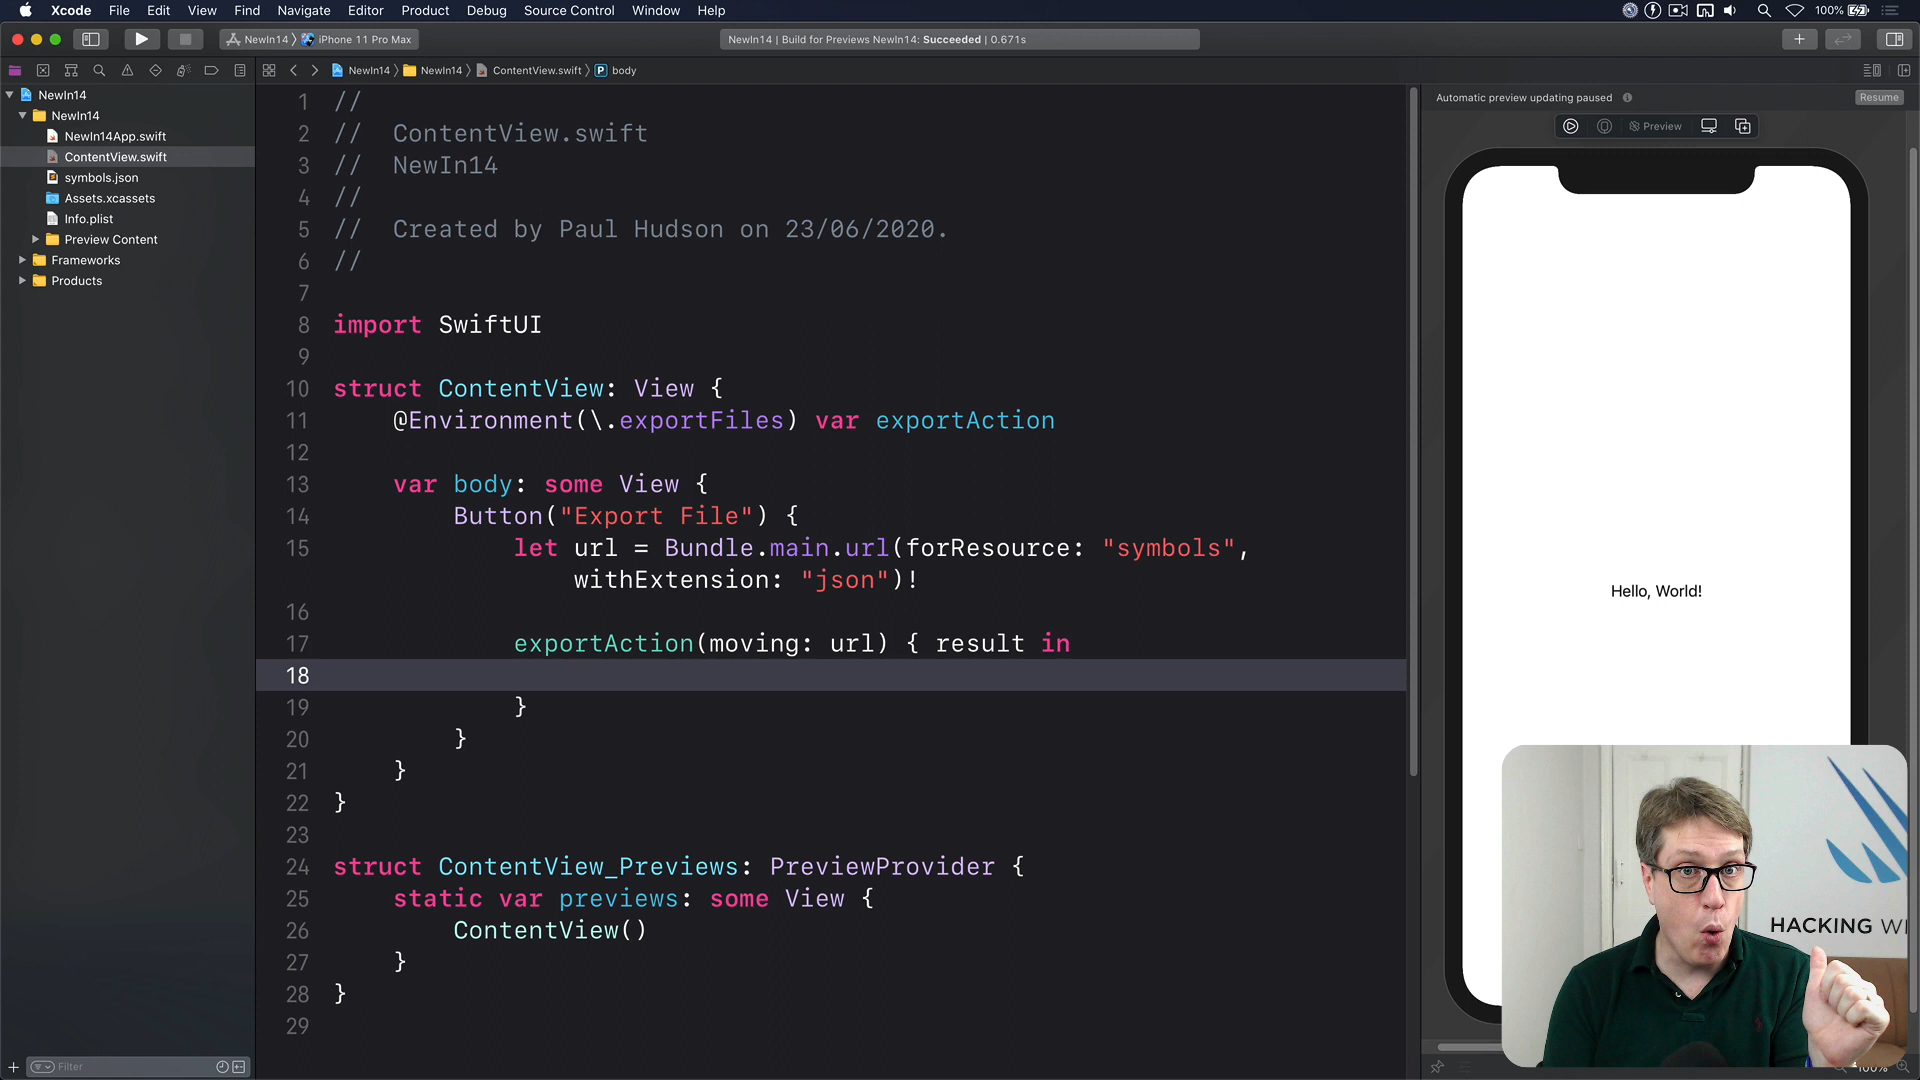 Xcode File Edit View Find Navigate Editor Product Debug Source Control Window Help 100%
NewIn14 iPhone 11 Pro Max
NewIn14 | Build for Previews NewIn14: Succeeded | 0.671s
NewIn14 NewIn14 ContentView.swift P body
NewIn14
NewIn14
NewIn14App.swift
ContentView.swift
symbols.json
Assets.xcassets
Info.plist
Preview Content
Frameworks
Products
Filter
1 //
2 //  ContentView.swift
3 //  NewIn14
4 //
5 //  Created by Paul Hudson on 23/06/2020.
6 //
7
8 import SwiftUI
9
10 struct ContentView: View {
11     @Environment(\.exportFiles) var exportAction
12
13     var body: some View {
14         Button("Export File") {
15             let url = Bundle.main.url(forResource: "symbols",
withExtension: "json")!
16
17             exportAction(moving: url) { result in
18
19             }
20         }
21     }
22 }
23
24 struct ContentView_Previews: PreviewProvider {
25     static var previews: some View {
26         ContentView()
27     }
28 }
29
Automatic preview updating paused Resume
Preview
Hello, World!
HACKING
100%